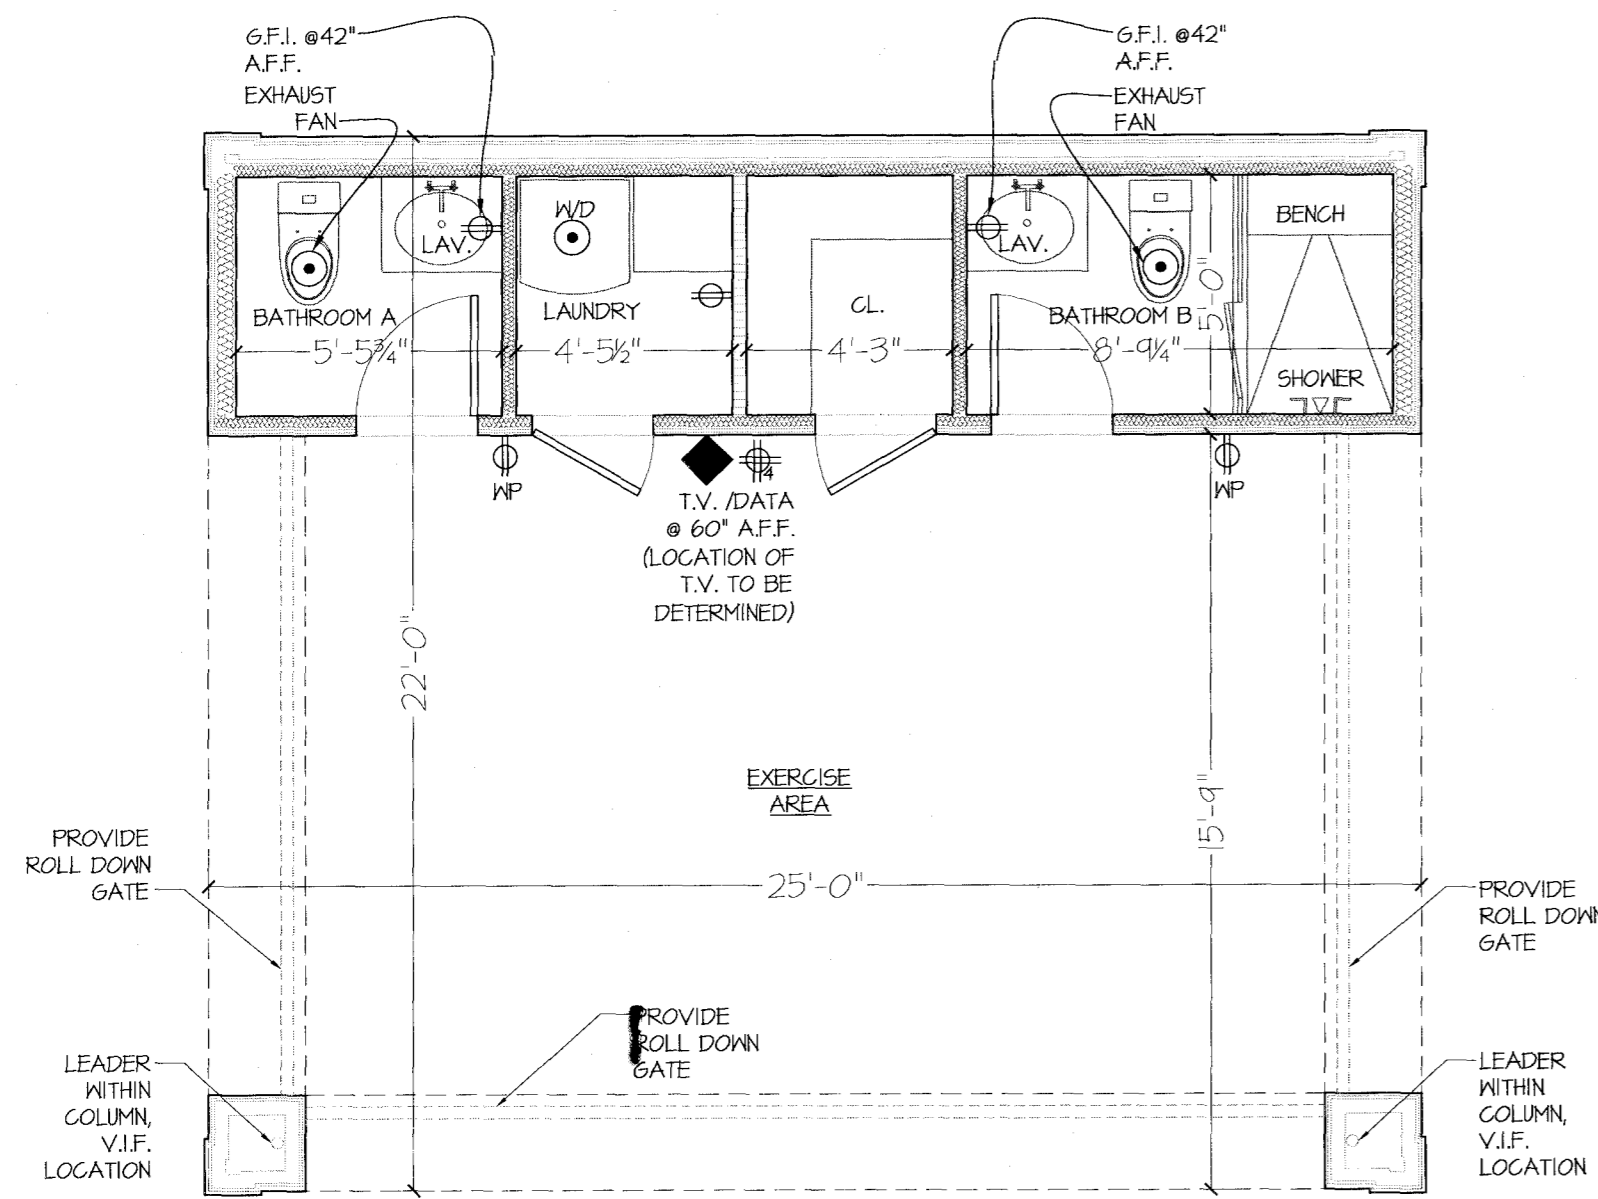 G.F.I. @42"
A.F.F.
EXHAUST
FAN
G.F.I. @42"
A.F.F.
EXHAUST
FAN
W/D
LAV.
LAUNDRY
BATHROOM A
5'-5¾"
4'-5½"
CL.
4'-3"
LAV.
BATHROOM B
8'-9¼"
5'-0"
BENCH
SHOWER
WP
4
T.V. /DATA
@ 60" A.F.F.
(LOCATION OF
T.V. TO BE
DETERMINED)
WP
22'-0"
EXERCISE
AREA
15'-9"
25'-0"
PROVIDE
ROLL DOWN
GATE
PROVIDE
ROLL DOWN
GATE
PROVIDE
ROLL DOWN
GATE
LEADER
WITHIN
COLUMN,
V.I.F.
LOCATION
LEADER
WITHIN
COLUMN,
V.I.F.
LOCATION